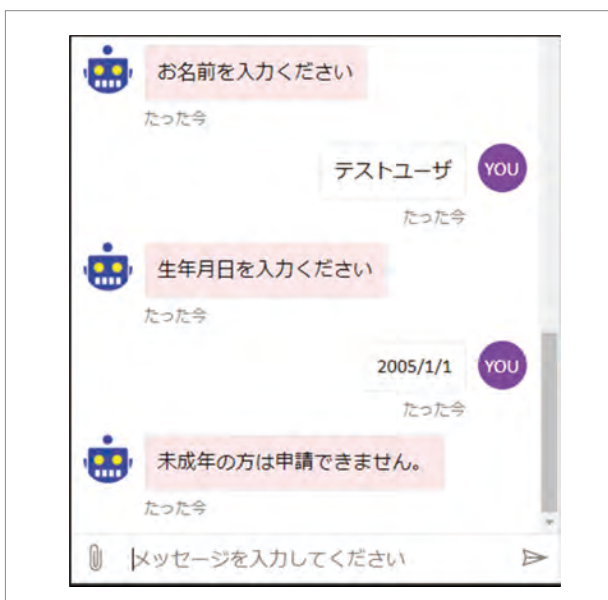 お名前を入力ください
たった今
テストユーザ
YOU
たった今
生年月日を入力ください
たった今
2005/1/1
YOU
たった今
未成年の方は申請できません。
たった今
メッセージを入力してください